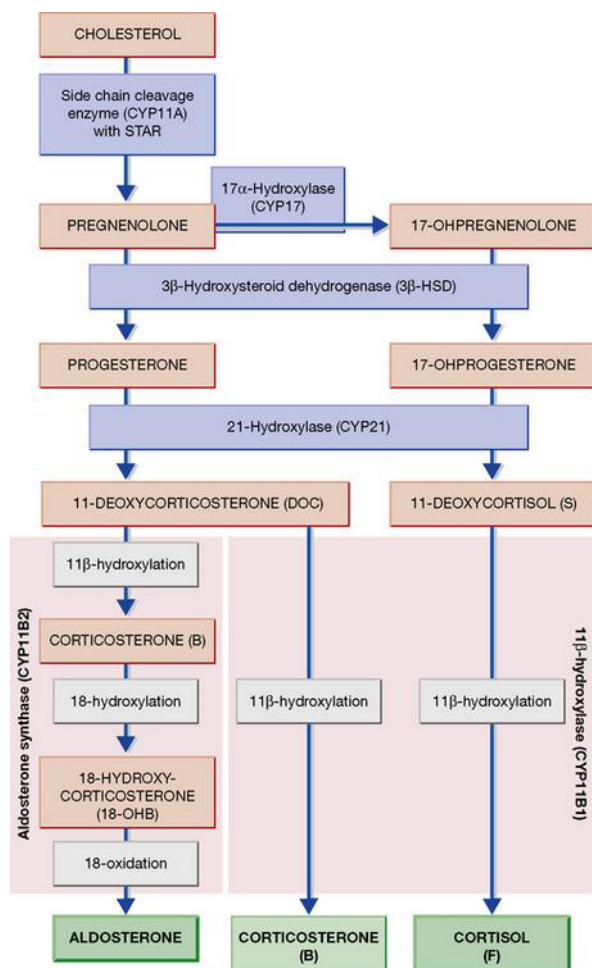 CHOLESTEROL
Side chain cleavage
enzyme (CYP11A)
with STAR
17α-Hydroxylase
(CYP17)
PREGNENOLONE
17-OHPREGNENOLONE
3β-Hydroxysteroid dehydrogenase (3β-HSD)
PROGESTERONE
17-OHPROGESTERONE
21-Hydroxylase (CYP21)
11-DEOXYCORTICOSTERONE (DOC)
11-DEOXYCORTISOL (S)
Aldosterone synthase (CYP11B2)
11β-hydroxylation
CORTICOSTERONE (B)
18-hydroxylation
18-HYDROXY-
CORTICOSTERONE
(18-OHB)
18-oxidation
11β-hydroxylation
11β-hydroxylation
11β-hydroxylase (CYP11B1)
ALDOSTERONE
CORTICOSTERONE
(B)
CORTISOL
(F)